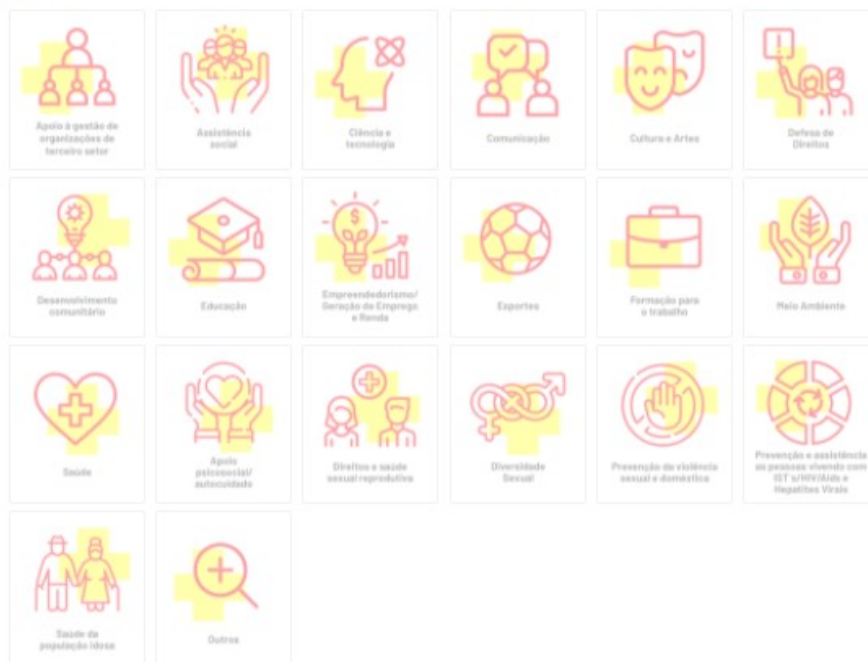 Apoio à gestão de
organizações de
terceiro setor
Assistência
social
Ciência e
tecnologia
Comunicação
Cultura e Artes
Defesa de
Direitos
Desenvolvimento
comunitário
Educação
Empreendedorismo/
Geração de Emprego
e Renda
Esportes
Formação para
o trabalho
Meio Ambiente
Saúde
Apoio
psicosocial/
autocuidado
Direitos e saúde
sexual reprodutiva
Diversidade
Sexual
Prevenção da violência
sexual e doméstica
Prevenção e assistência
as pessoas vivendo com
IST's/HIV/Aids e
Hepatites Virais
Saúde da
população idosa
Outros